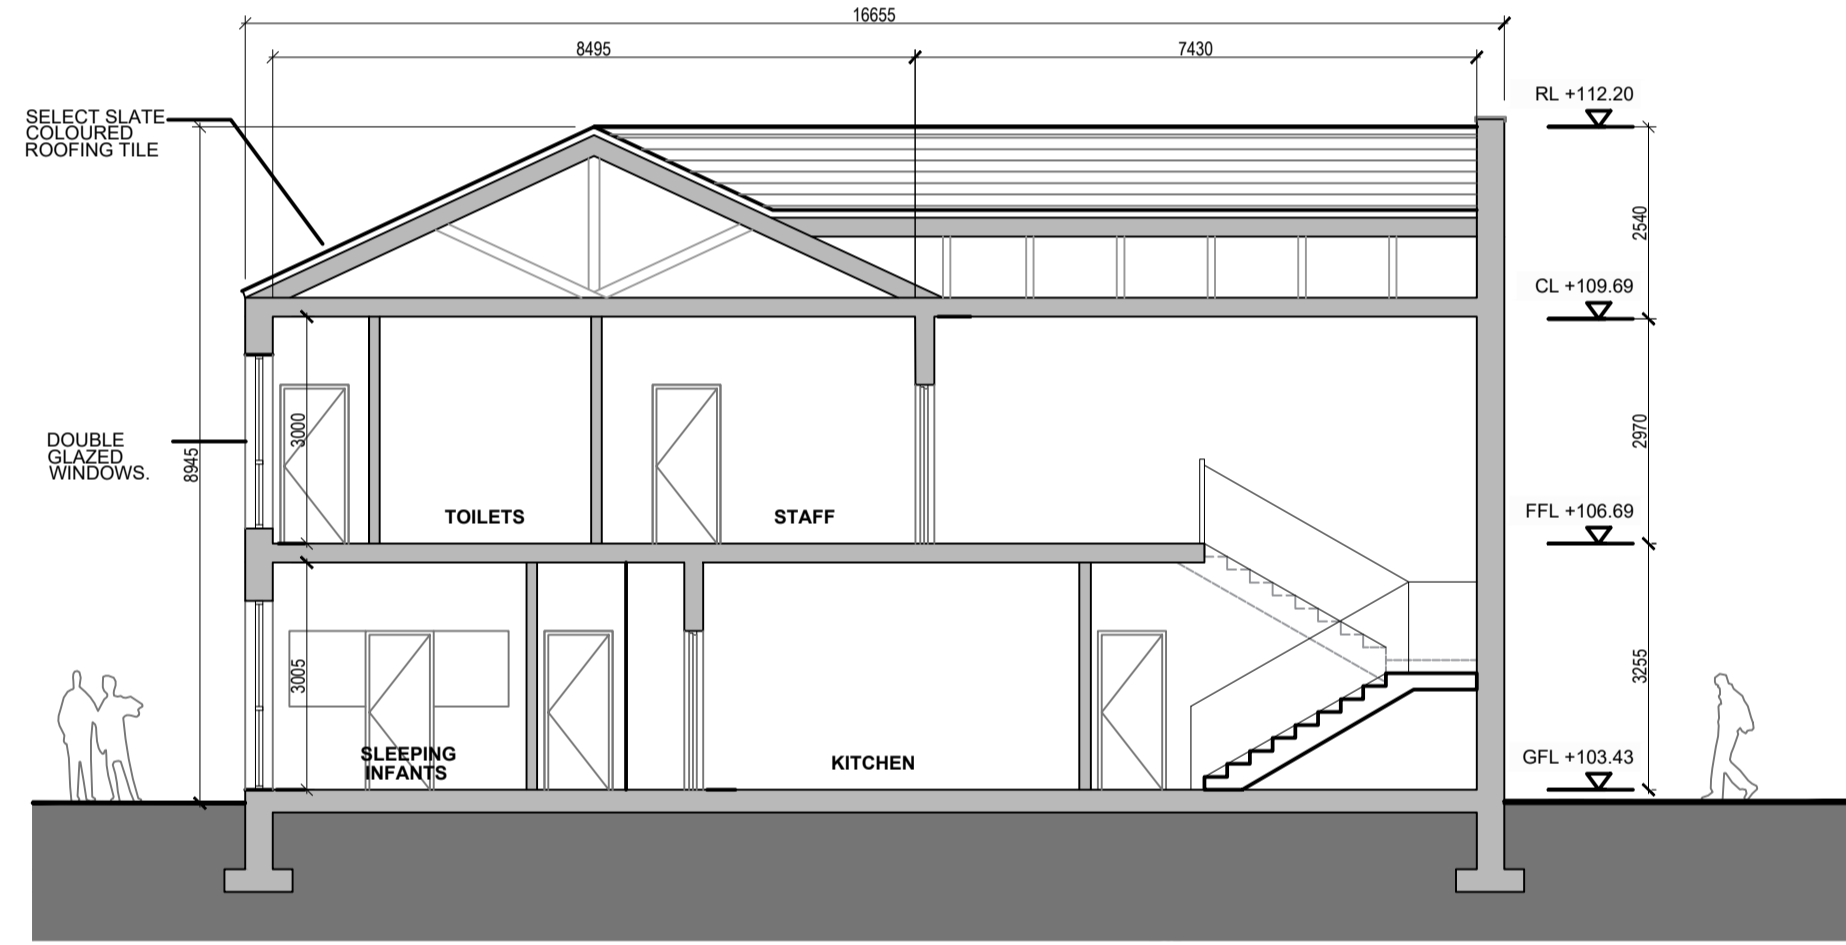 16655
8495
7430
SELECT SLATE
COLOURED
ROOFING TILE
RL +112.20
2540
CL +109.69
DOUBLE
GLAZED
WINDOWS.
8945
3000
2970
TOILETS
STAFF
FFL +106.69
3005
3255
SLEEPING
INFANTS
KITCHEN
GFL +103.43